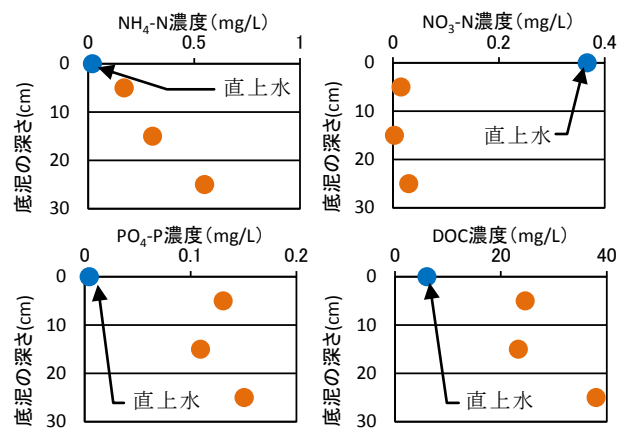 NH₄-N濃度(mg/L)
0 0.5 1
0
10
20
30
底泥の深さ(cm)
直上水
NO₃-N濃度(mg/L)
0 0.2 0.4
0
10
20
30
底泥の深さ(cm)
直上水
PO₄-P濃度(mg/L)
0 0.1 0.2
0
10
20
30
底泥の深さ(cm)
直上水
DOC濃度(mg/L)
0 20 40
0
10
20
30
底泥の深さ(cm)
直上水